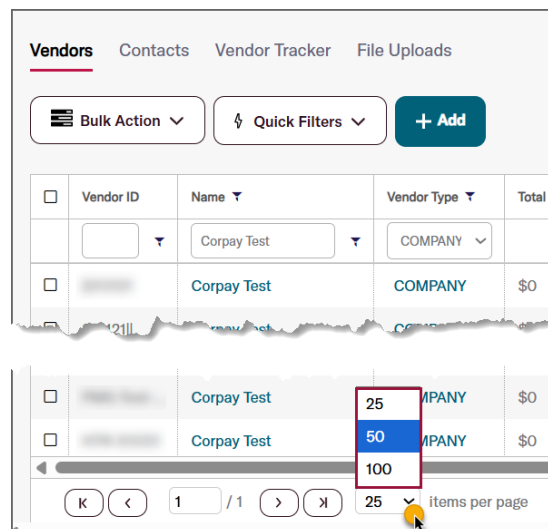 Vendors Contacts Vendor Tracker File Uploads
Bulk Action Quick Filters + Add
Vendor ID Name Vendor Type Total
Corpay Test COMPANY
Corpay Test COMPANY $0
Corpay Test MPANY $0
25
50
Corpay Test MPANY $0
100
1 / 1 25 items per page